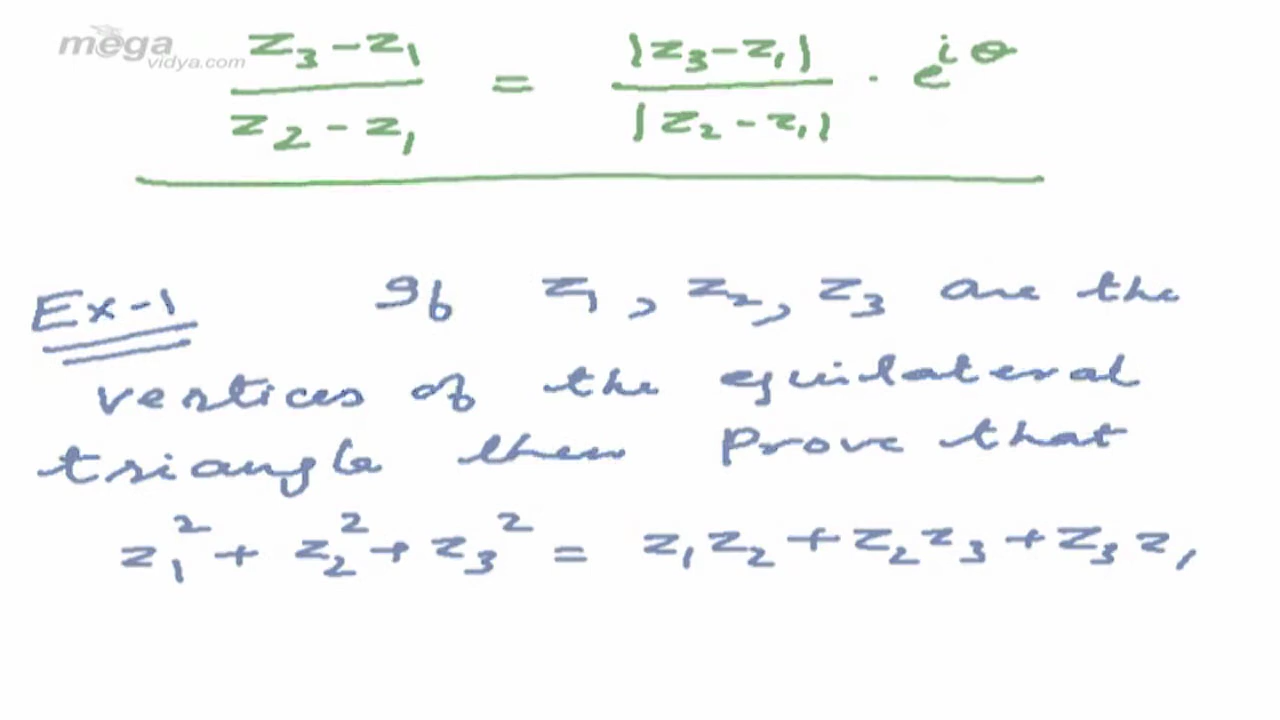 mega
vidya.com
z₃ - z₁ / z₂ - z₁ = |z₃ - z₁| / |z₂ - z₁| · e^{iθ}
Ex-1 If z₁, z₂, z₃ are the
vertices of the equilateral
triangle then prove that
z₁² + z₂² + z₃² = z₁z₂ + z₂z₃ + z₃z₁